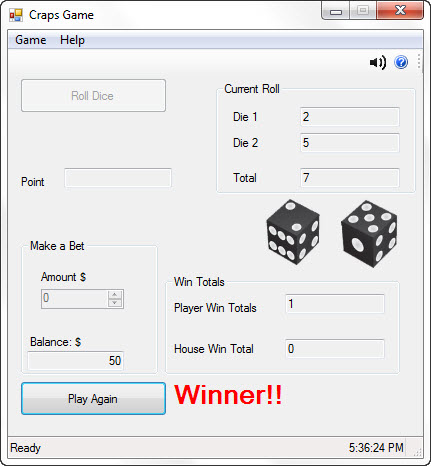 Craps Game
Game Help
Roll Dice
Current Roll
Die 1 2
Die 2 5
Total 7
Point
Make a Bet
Amount $
0
Balance: $
50
Win Totals
Player Win Totals 1
House Win Total 0
Play Again
Winner!!
Ready 5:36:24 PM